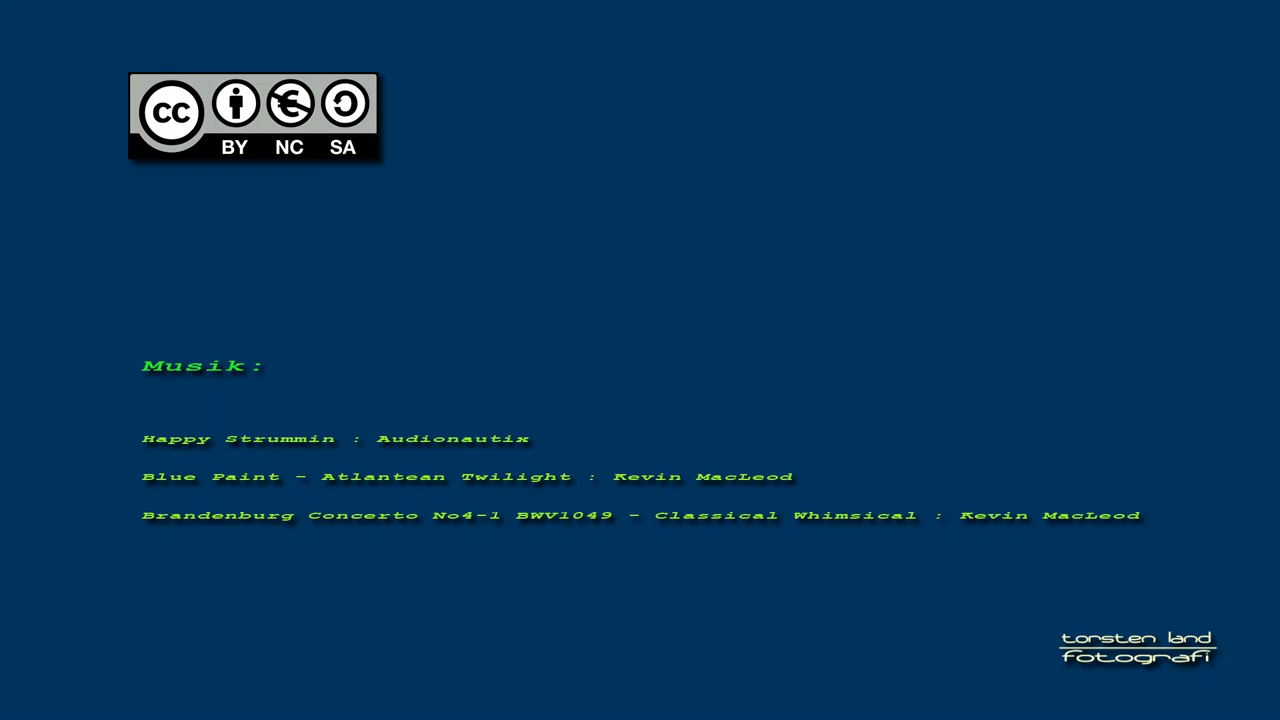 CC
BY NC SA
Musik:
Happy Strummin : Audionautix
Blue Paint - Atlantean Twilight : Kevin MacLeod
Brandenburg Concerto No4-1 BWV1049 - Classical Whimsical : Kevin MacLeod
torsten land
fotografi